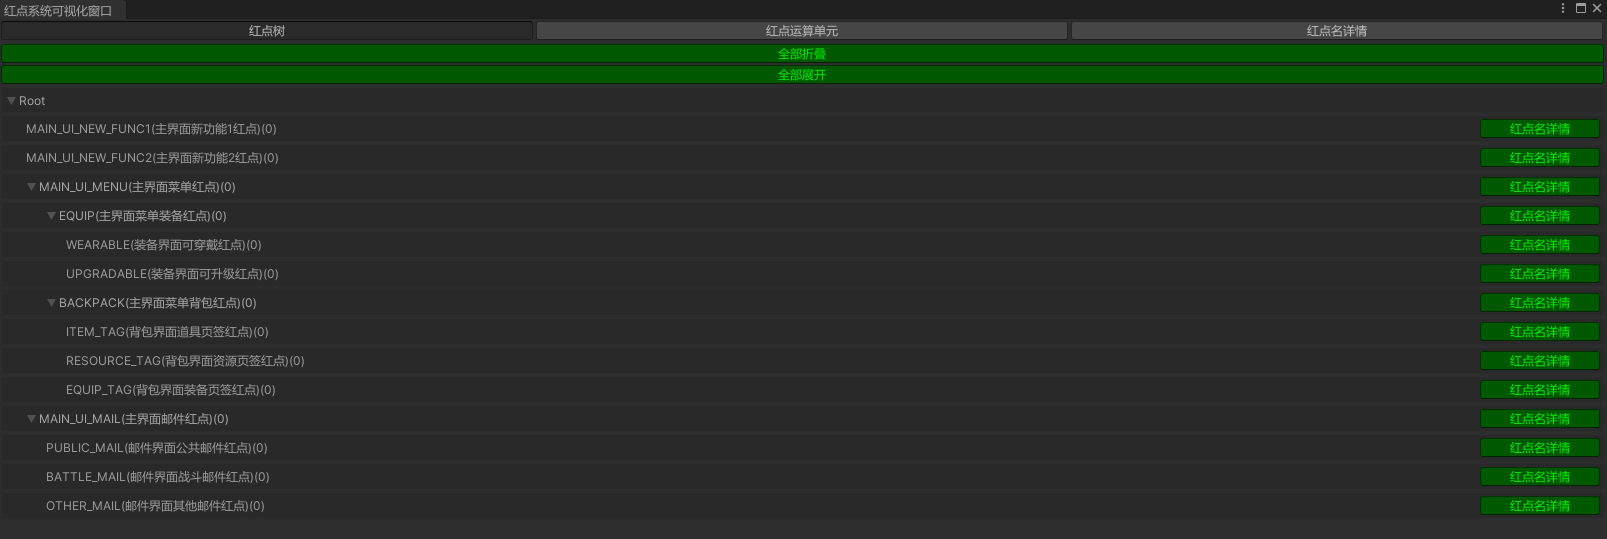 红点系统可视化窗口
红点树 红点运算单元 红点名详情
全部折叠
全部展开
Root
MAIN_UI_NEW_FUNC1(主界面新功能1红点)(0) 红点名详情
MAIN_UI_NEW_FUNC2(主界面新功能2红点)(0) 红点名详情
MAIN_UI_MENU(主界面菜单红点)(0) 红点名详情
EQUIP(主界面菜单装备红点)(0) 红点名详情
WEARABLE(装备界面可穿戴红点)(0) 红点名详情
UPGRADABLE(装备界面可升级红点)(0) 红点名详情
BACKPACK(主界面菜单背包红点)(0) 红点名详情
ITEM_TAG(背包界面道具页签红点)(0) 红点名详情
RESOURCE_TAG(背包界面资源页签红点)(0) 红点名详情
EQUIP_TAG(背包界面装备页签红点)(0) 红点名详情
MAIN_UI_MAIL(主界面邮件红点)(0) 红点名详情
PUBLIC_MAIL(邮件界面公共邮件红点)(0) 红点名详情
BATTLE_MAIL(邮件界面战斗邮件红点)(0) 红点名详情
OTHER_MAIL(邮件界面其他邮件红点)(0) 红点名详情